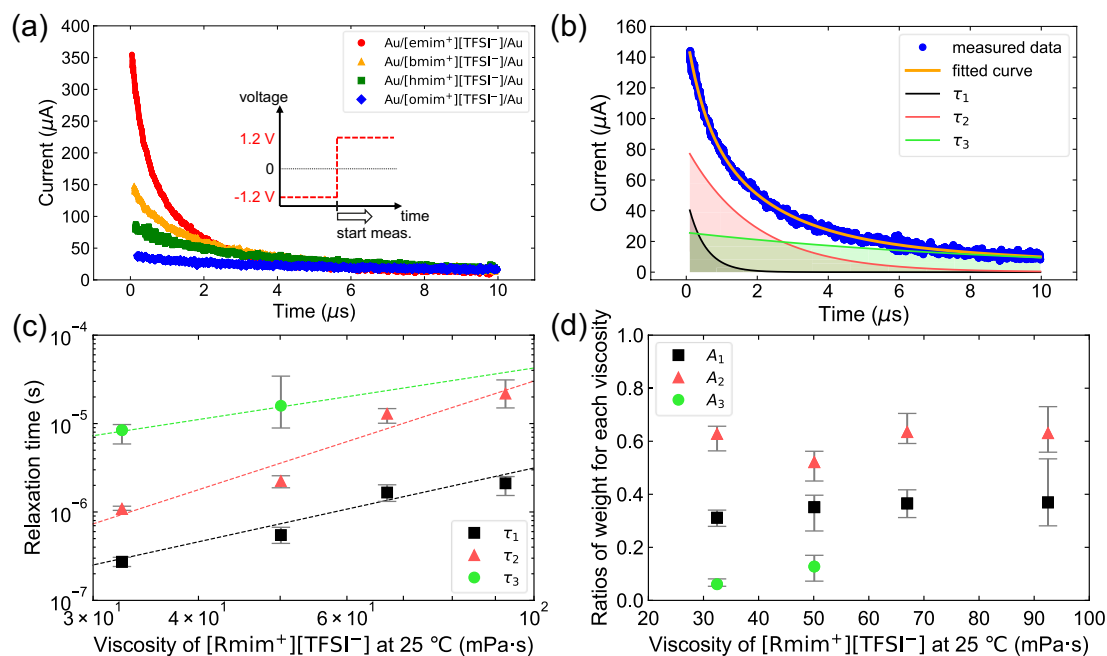 (a)
400
350
300
250
200
150
100
50
0
Current (μA)
Au/[emim⁺][TFSI⁻]/Au
Au/[bmim⁺][TFSI⁻]/Au
Au/[hmim⁺][TFSI⁻]/Au
Au/[omim⁺][TFSI⁻]/Au
voltage
1.2 V
0
-1.2 V
time
start meas.
0 2 4 6 8 10
Time (μs)
(b)
160
140
120
100
80
60
40
20
0
Current (μA)
measured data
fitted curve
τ₁
τ₂
τ₃
0 2 4 6 8 10
Time (μs)
(c)
10⁻⁴
10⁻⁵
10⁻⁶
10⁻⁷
Relaxation time (s)
τ₁
τ₂
τ₃
3 × 10¹ 4 × 10¹ 6 × 10¹ 10²
Viscosity of [Rmim⁺][TFSI⁻] at 25 °C (mPa·s)
(d)
1.0
0.8
0.6
0.4
0.2
0.0
Ratios of weight for each viscosity
A₁
A₂
A₃
20 30 40 50 60 70 80 90 100
Viscosity of [Rmim⁺][TFSI⁻] at 25 °C (mPa·s)